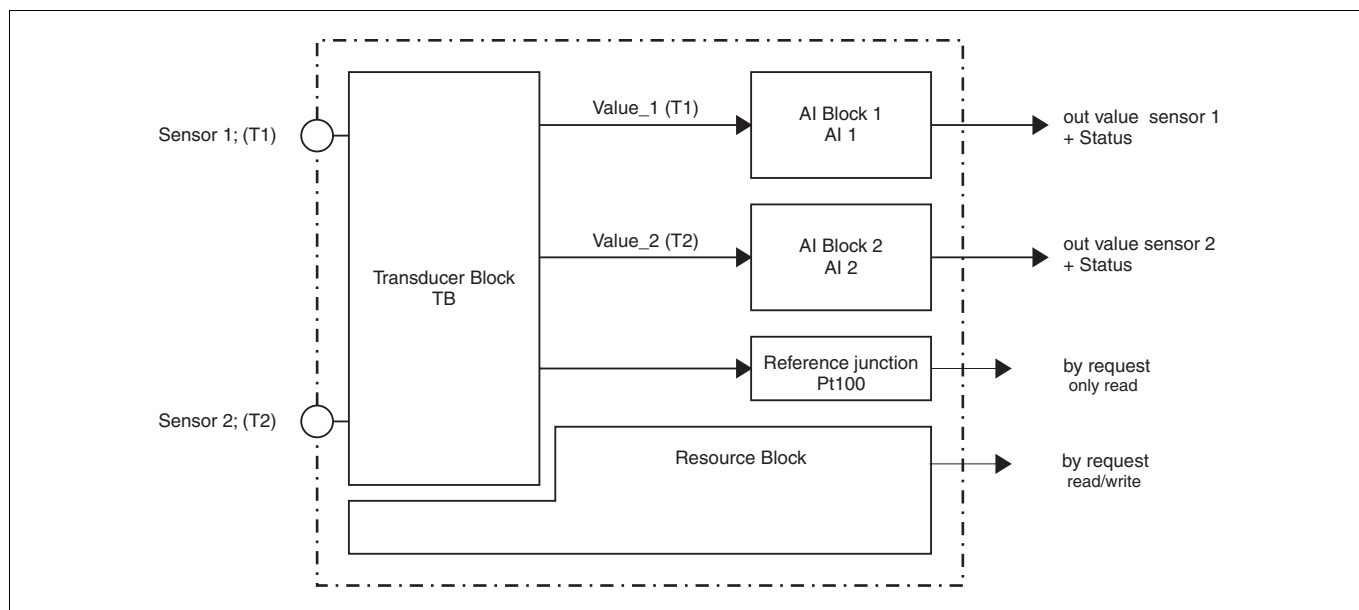 Sensor 1; (T1)
Sensor 2; (T2)
Transducer Block
TB
Value_1 (T1)
Value_2 (T2)
AI Block 1
AI 1
AI Block 2
AI 2
Reference junction
Pt100
Resource Block
out value sensor 1
+ Status
out value sensor 2
+ Status
by request
only read
by request
read/write